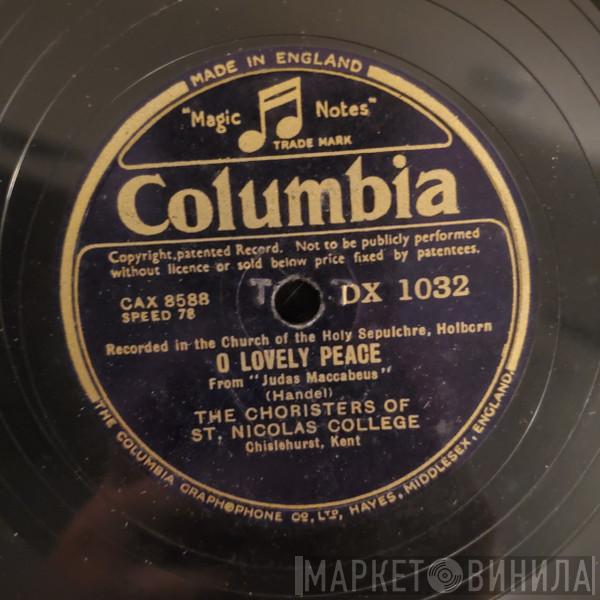 MADE IN ENGLAND
"Magic Notes"
TRADE MARK
Columbia
Copyright, patented Record. Not to be publicly performed
without licence or sold below price fixed by patentees.
CAX 8588
DX 1032
SPEED 78
Recorded in the Church of the Holy Sepulchre, Holborn
O LOVELY PEACE
From "Judas Maccabeus"
(Handel)
THE CHORISTERS OF
ST. NICOLAS COLLEGE
Chislehurst, Kent
THE COLUMBIA GRAPHOPHONE CO., LTD, HAYES, MIDDLESEX, ENGLAND.
МАРКЕТ ВИНИЛА